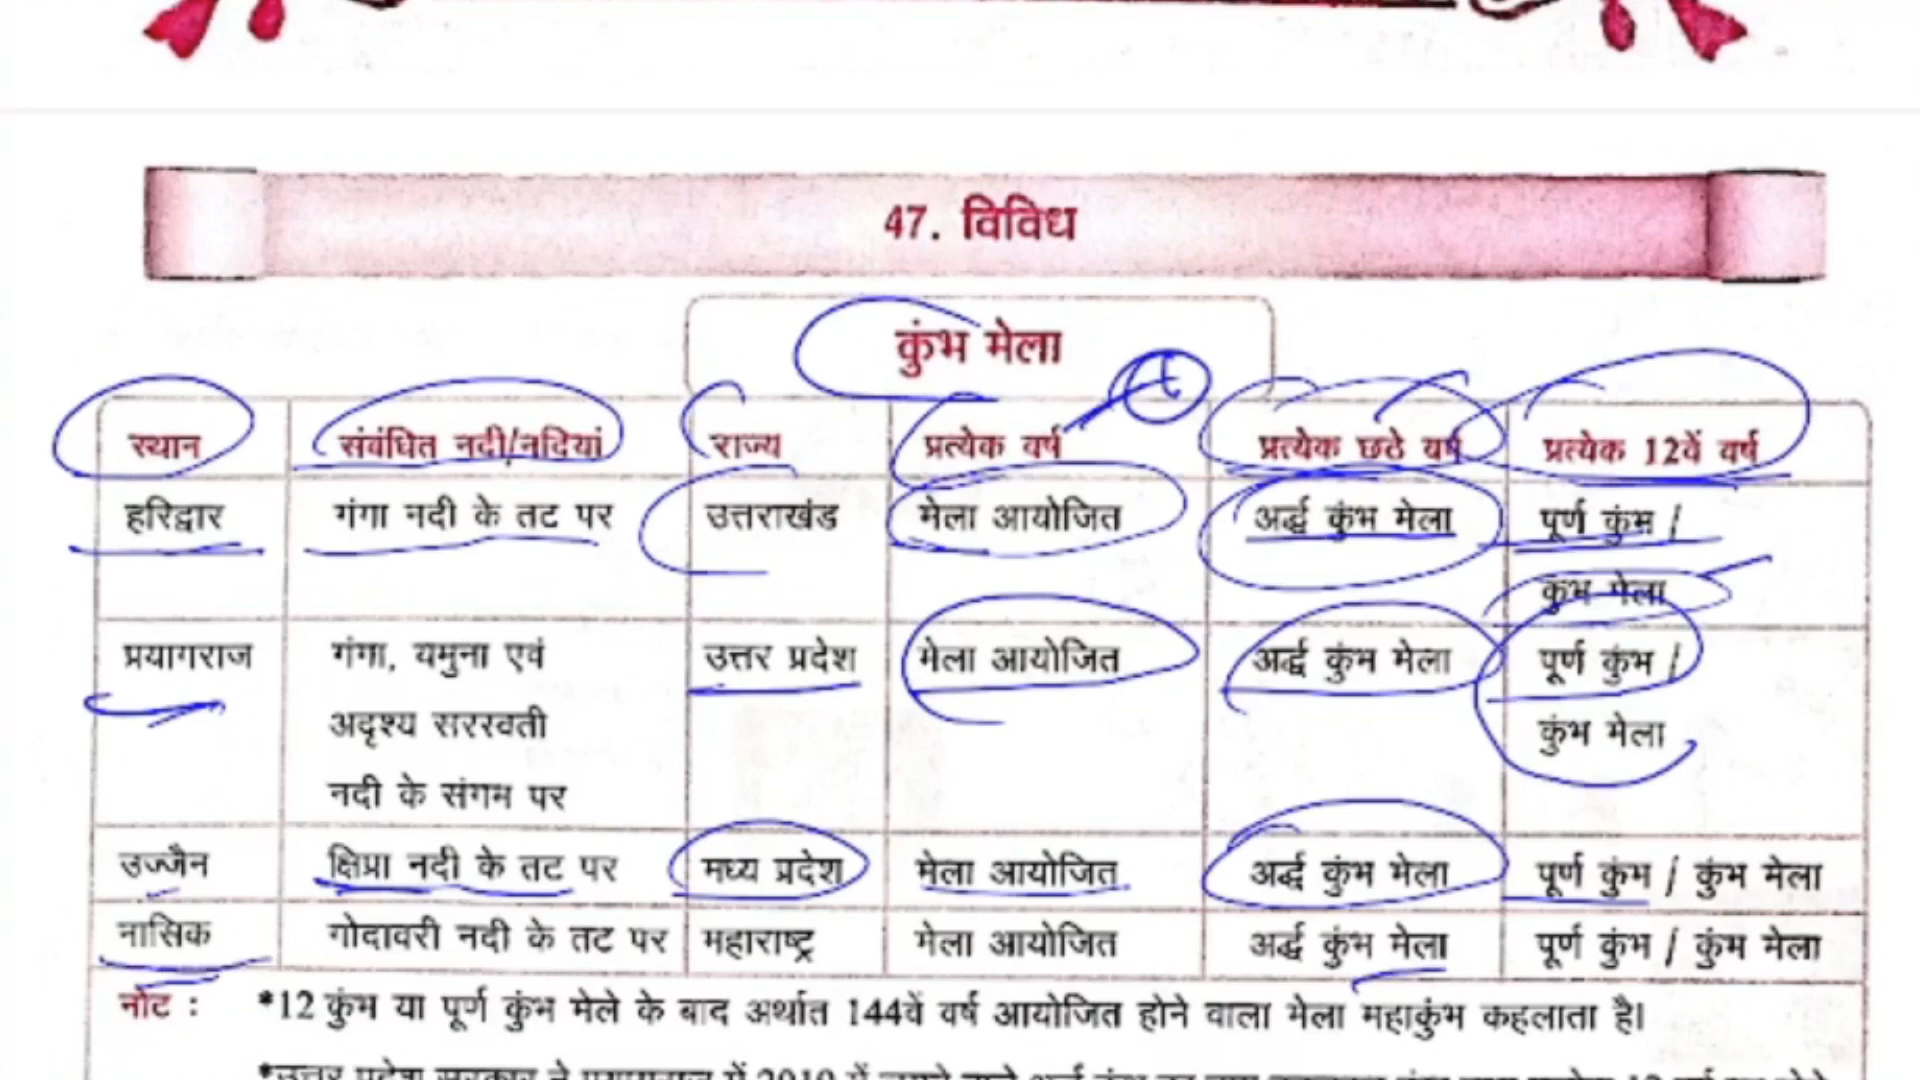 47. विविध
कुंभ मेला
स्थान संबंधित नदी/नदियां राज्य प्रत्येक वर्ष प्रत्येक छठे वर्ष प्रत्येक 12वें वर्ष
हरिद्वार गंगा नदी के तट पर उत्तराखंड मेला आयोजित अर्द्ध कुंभ मेला पूर्ण कुंभ /
कुंभ मेला
प्रयागराज गंगा, यमुना एवं उत्तर प्रदेश मेला आयोजित अर्द्ध कुंभ मेला पूर्ण कुंभ /
अदृश्य सरस्वती कुंभ मेला
नदी के संगम पर
उज्जैन क्षिप्रा नदी के तट पर मध्य प्रदेश मेला आयोजित अर्द्ध कुंभ मेला पूर्ण कुंभ / कुंभ मेला
नासिक गोदावरी नदी के तट पर महाराष्ट्र मेला आयोजित अर्द्ध कुंभ मेला पूर्ण कुंभ / कुंभ मेला
नोट : *12 कुंभ या पूर्ण कुंभ मेले के बाद अर्थात 144वें वर्ष आयोजित होने वाला मेला महाकुंभ कहलाता है।